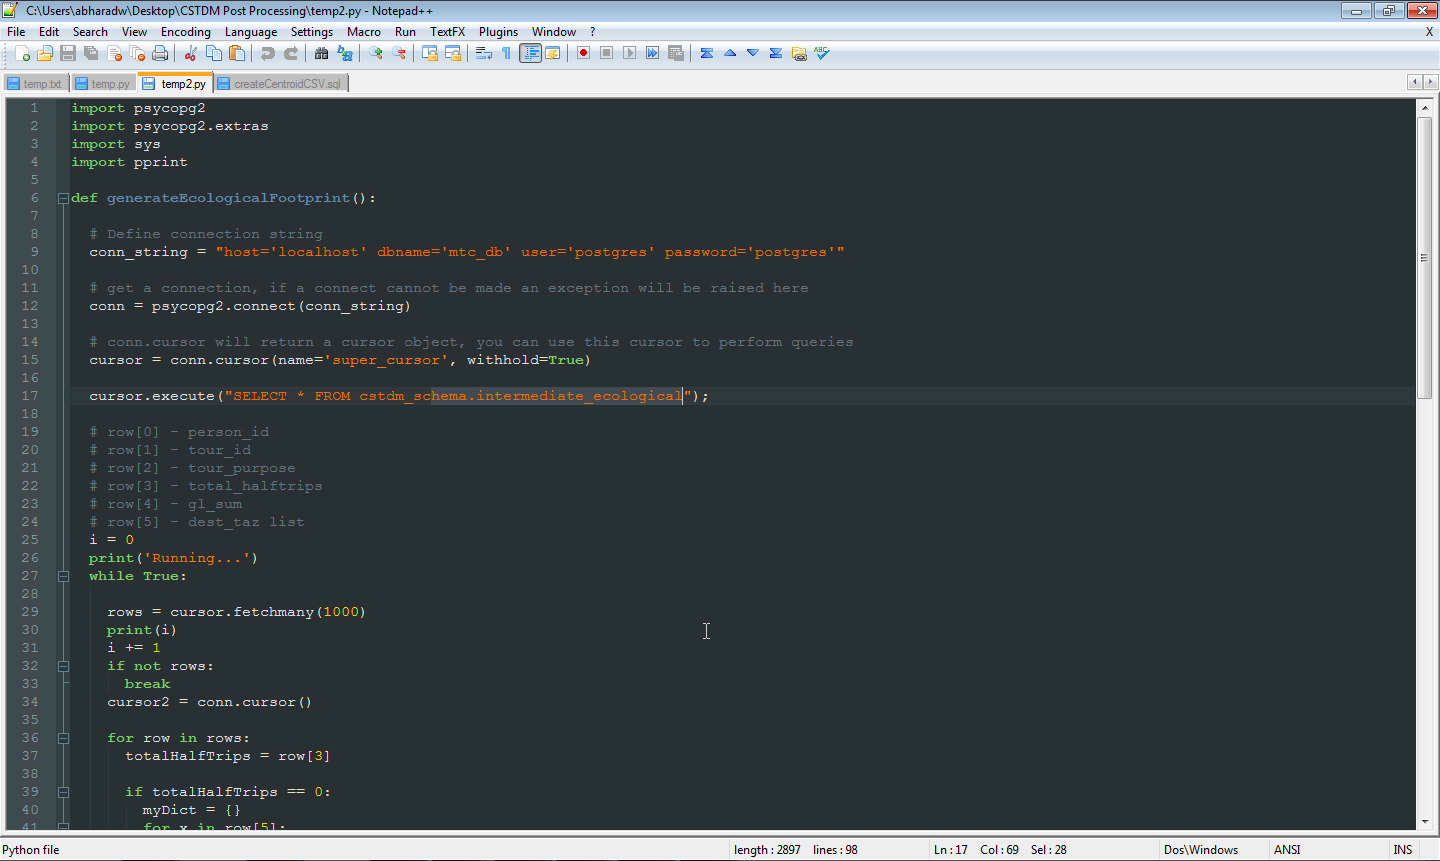 C:\Users\abharadw\Desktop\CSTDM Post Processing\temp2.py - Notepad++
File Edit Search View Encoding Language Settings Macro Run TextFX Plugins Window ? X
temp.txt temp.py temp2.py createCentroidCSV.sql
1 import psycopg2
2 import psycopg2.extras
3 import sys
4 import pprint
5
6 def generateEcologicalFootprint():
7
8 # Define connection string
9 conn_string = "host='localhost' dbname='mtc_db' user='postgres' password='postgres'"
10
11 # get a connection, if a connect cannot be made an exception will be raised here
12 conn = psycopg2.connect(conn_string)
13
14 # conn.cursor will return a cursor object, you can use this cursor to perform queries
15 cursor = conn.cursor(name='super_cursor', withhold=True)
16
17 cursor.execute("SELECT * FROM cstdm_schema.intermediate_ecological");
18
19 # row[0] - person_id
20 # row[1] - tour_id
21 # row[2] - tour_purpose
22 # row[3] - total_halftrips
23 # row[4] - gl_sum
24 # row[5] - dest_taz list
25 i = 0
26 print('Running...')
27 while True:
28
29 rows = cursor.fetchmany(1000)
30 print(i)
31 i += 1
32 if not rows:
33 break
34 cursor2 = conn.cursor()
35
36 for row in rows:
37 totalHalfTrips = row[3]
38
39 if totalHalfTrips == 0:
40 myDict = {}
41 for x in row[5]:
Python file length : 2897 lines : 98 Ln : 17 Col : 69 Sel : 28 Dos\Windows ANSI INS